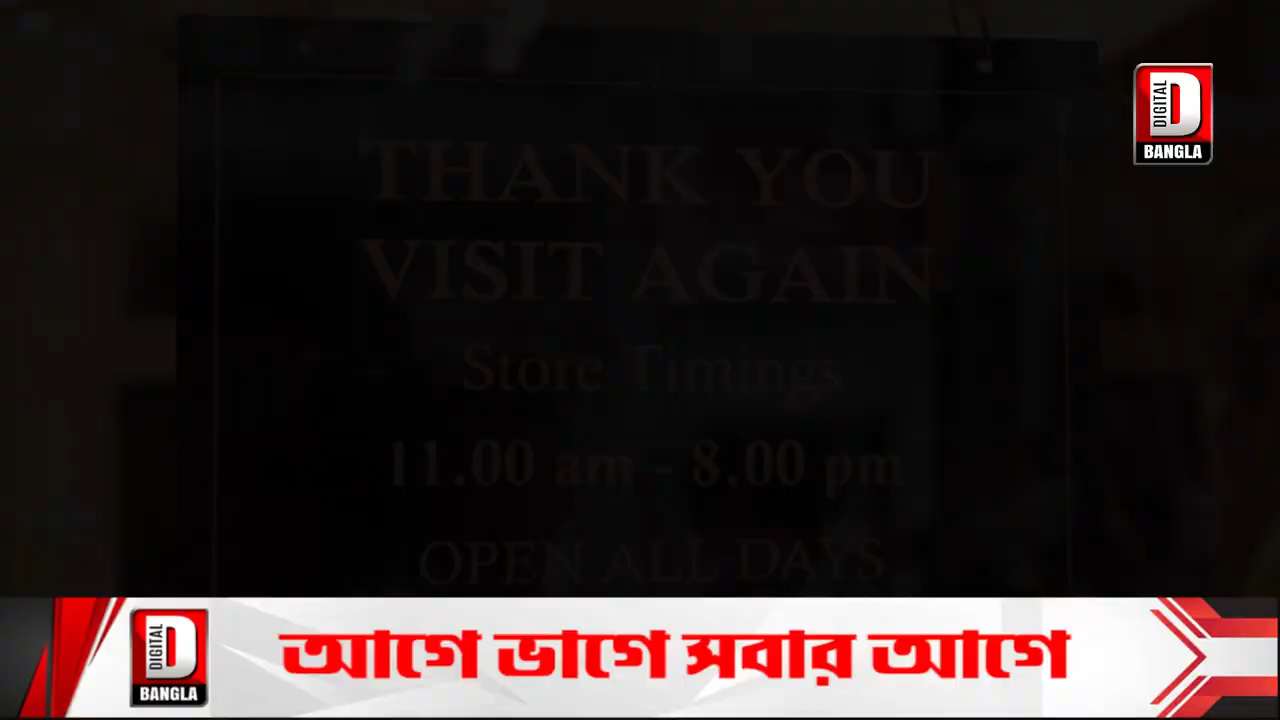 DIGITAL
D
BANGLA
THANK YOU
VISIT AGAIN
Store Timings
11.00 am - 8.00 pm
OPEN ALL DAYS
DIGITAL
D
BANGLA
আগে ভাগে সবার আগে